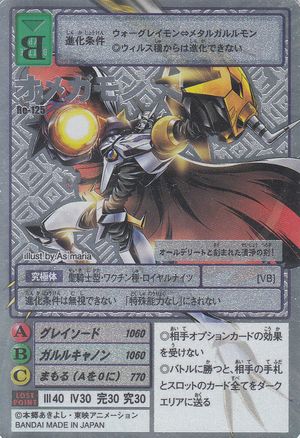 進化条件
ウォーグレイモン⇔メタルガルルモン
◎ウィルス種からは進化できない
オメガモン
Bo-125
illust by As'maria
オールデリートと刻まれた清浄の剣!
究極体
聖騎士型・ワクチン種・ロイヤルナイツ
[VB]
進化条件は無視できない 「特殊能力なし」にされない
A グレイソード 1060
B ガルルキャノン 1060
C まもる(Aを0に) 770
◎相手オプションカードの効果を受けない
◎バトルに勝つと、相手の手札とスロットのカード全てをダークエリアに送る
LOST POINT Ⅲ40 Ⅳ30 完30 究30
©本郷あきよし・東映アニメーション
BANDAI MADE IN JAPAN